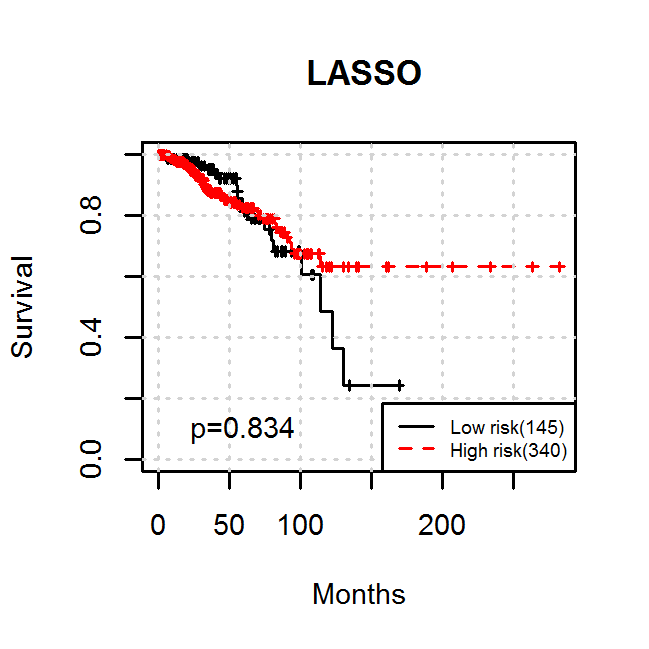 LASSO
Survival
0.8
0.4
0.0
p=0.834
Low risk(145)
High risk(340)
0 50 100 200
Months